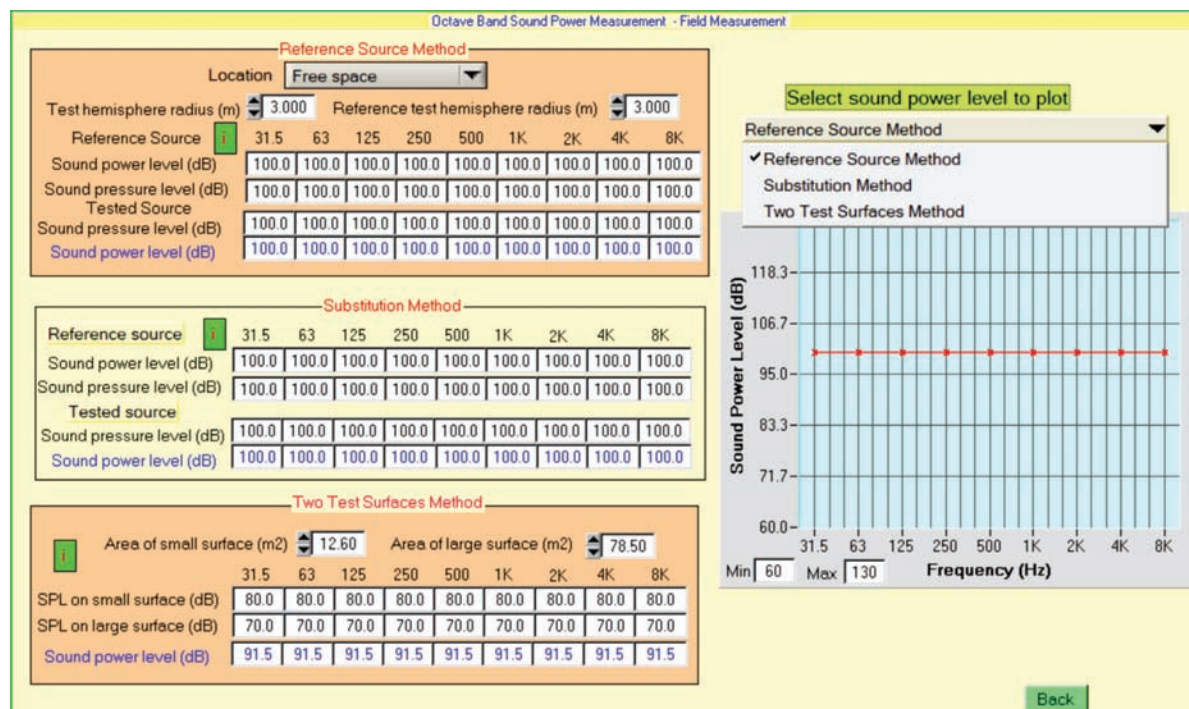 Octave Band Sound Power Measurement - Field Measurement
Reference Source Method
Location Free space
Test hemisphere radius (m) 3.000 Reference test hemisphere radius (m) 3.000
Reference Source i 31.5 63 125 250 500 1K 2K 4K 8K
Sound power level (dB) 100.0 100.0 100.0 100.0 100.0 100.0 100.0 100.0 100.0
Sound pressure level (dB) 100.0 100.0 100.0 100.0 100.0 100.0 100.0 100.0 100.0
Tested Source
Sound pressure level (dB) 100.0 100.0 100.0 100.0 100.0 100.0 100.0 100.0 100.0
Sound power level (dB) 100.0 100.0 100.0 100.0 100.0 100.0 100.0 100.0 100.0
Substitution Method
Reference source i 31.5 63 125 250 500 1K 2K 4K 8K
Sound power level (dB) 100.0 100.0 100.0 100.0 100.0 100.0 100.0 100.0 100.0
Sound pressure level (dB) 100.0 100.0 100.0 100.0 100.0 100.0 100.0 100.0 100.0
Tested source
Sound pressure level (dB) 100.0 100.0 100.0 100.0 100.0 100.0 100.0 100.0 100.0
Sound power level (dB) 100.0 100.0 100.0 100.0 100.0 100.0 100.0 100.0 100.0
Two Test Surfaces Method
i Area of small surface (m2) 12.60 Area of large surface (m2) 78.50
31.5 63 125 250 500 1K 2K 4K 8K
SPL on small surface (dB) 80.0 80.0 80.0 80.0 80.0 80.0 80.0 80.0 80.0
SPL on large surface (dB) 70.0 70.0 70.0 70.0 70.0 70.0 70.0 70.0 70.0
Sound power level (dB) 91.5 91.5 91.5 91.5 91.5 91.5 91.5 91.5 91.5
Select sound power level to plot
Reference Source Method
Reference Source Method
Substitution Method
Two Test Surfaces Method
Sound Power Level (dB)
118.3
106.7
95.0
83.3
71.7
60.0
31.5 63 125 250 500 1K 2K 4K 8K
Min 60 Max 130 Frequency (Hz)
Back